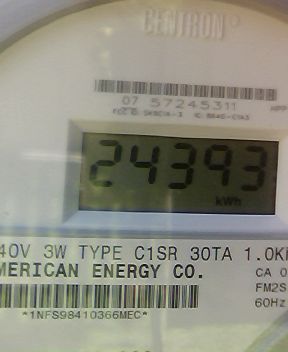 CENTRON®
07 57245311
24393
kWh
40V 3W TYPE C1SR 30TA 1.0K
MERICAN ENERGY CO.
CA 0
FM2S
60Hz
*1NFS98410366MEC*